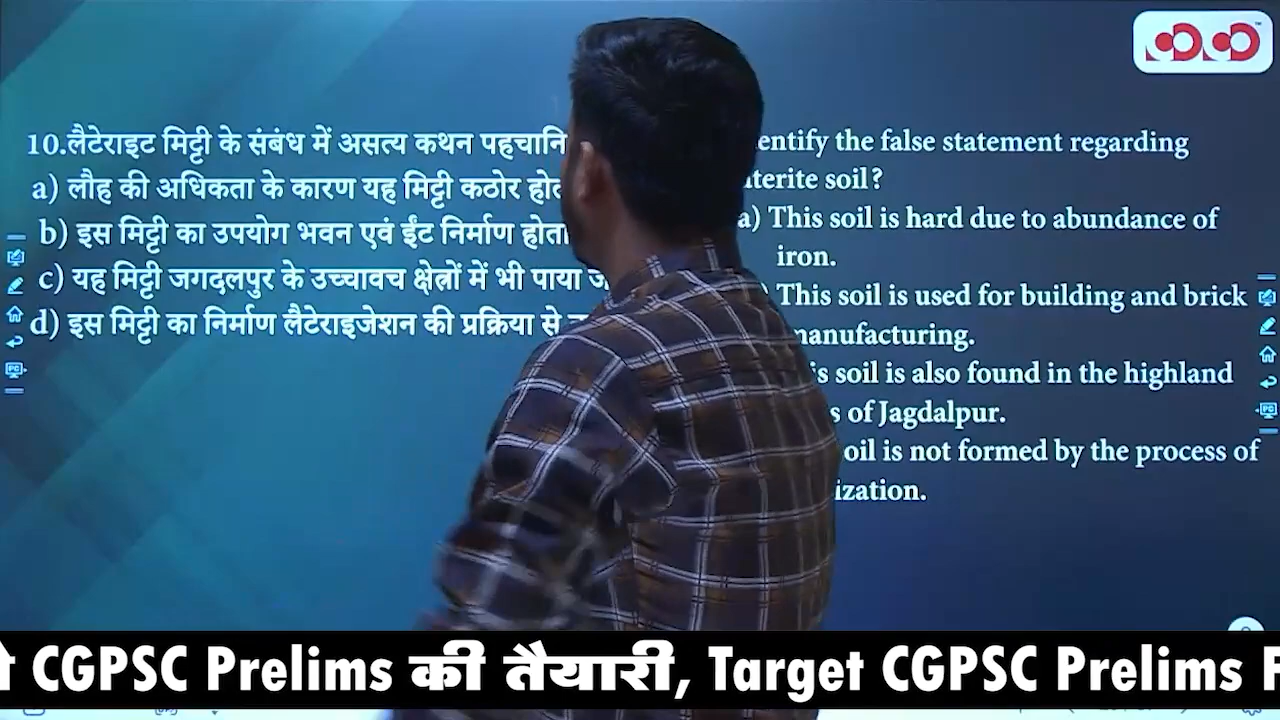 10.लैटेराइट मिट्टी के संबंध में असत्य कथन पहचानि
a) लौह की अधिकता के कारण यह मिट्टी कठोर
b) इस मिट्टी का उपयोग भवन एवं ईंट निर्माण होता
c) यह मिट्टी जगदलपुर के उच्चावच क्षेत्रों में भी पाया
d) इस मिट्टी का निर्माण लैटेराइजेशन की प्रक्रिया से
entify the false statement regarding
terite soil?
a) This soil is hard due to abundance of
iron.
This soil is used for building and brick
manufacturing.
s soil is also found in the highland
s of Jagdalpur.
oil is not formed by the process of
ization.
CGPSC Prelims की तैयारी, Target CGPSC Prelims